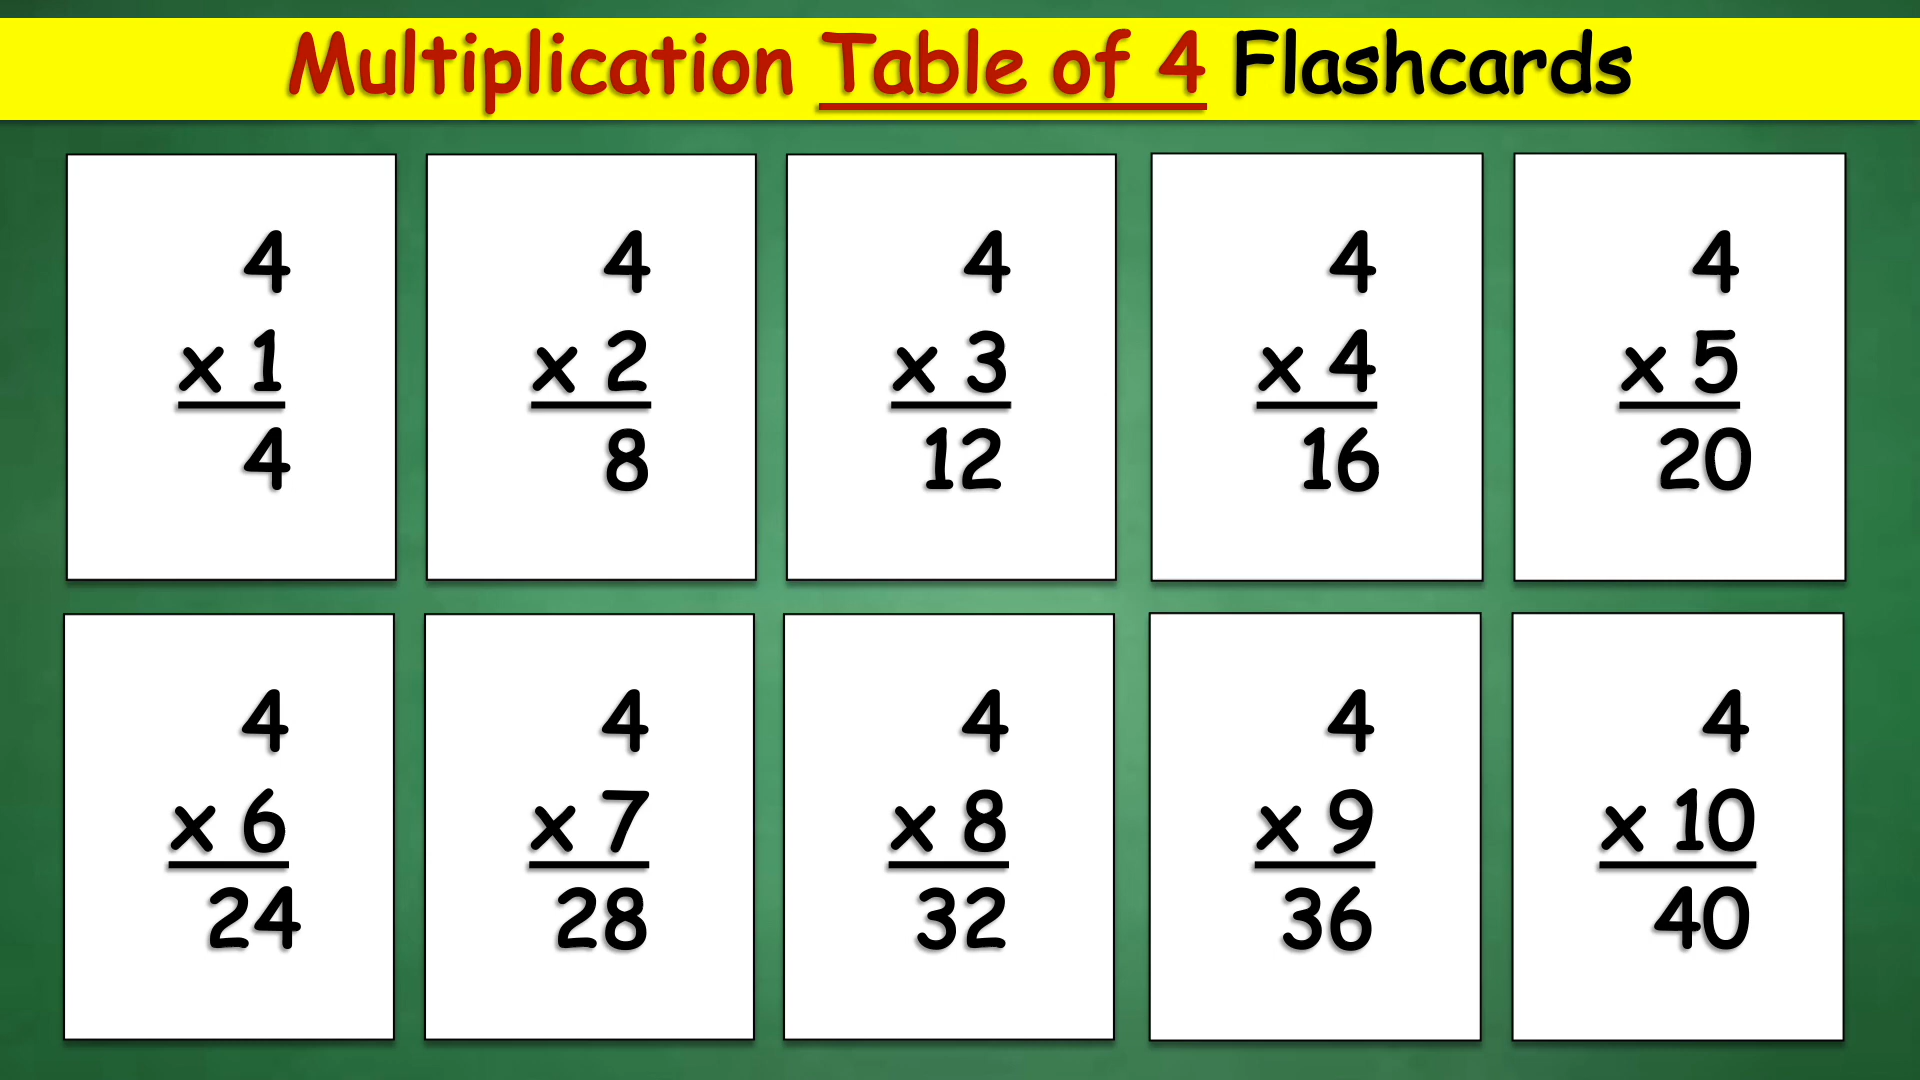 Multiplication Table of 4 Flashcards
4
x 1
4
4
x 2
8
4
x 3
12
4
x 4
16
4
x 5
20
4
x 6
24
4
x 7
28
4
x 8
32
4
x 9
36
4
x 10
40